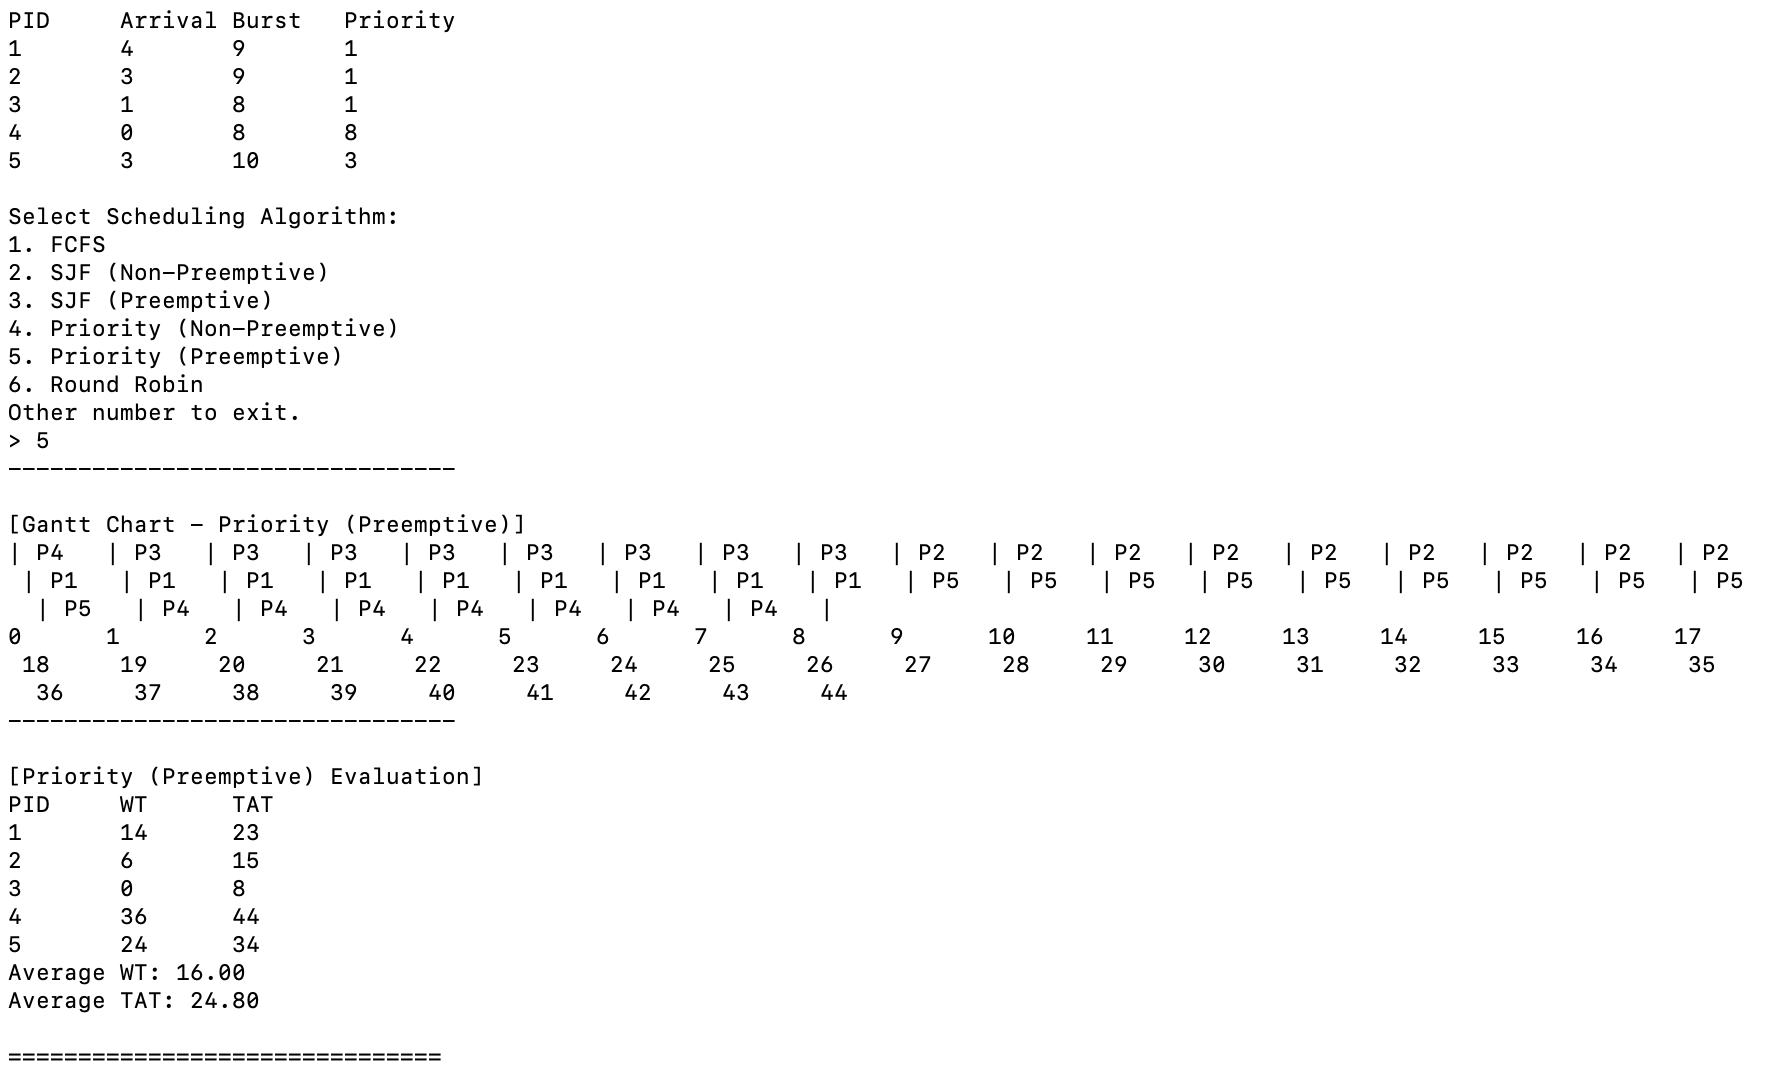 PID     Arrival Burst   Priority
1       4       9       1
2       3       9       1
3       1       8       1
4       0       8       8
5       3       10      3

Select Scheduling Algorithm:
1. FCFS
2. SJF (Non-Preemptive)
3. SJF (Preemptive)
4. Priority (Non-Preemptive)
5. Priority (Preemptive)
6. Round Robin
Other number to exit.
> 5
--------------------------------

[Gantt Chart - Priority (Preemptive)]
| P4   | P3   | P3   | P3   | P3   | P3   | P3   | P3   | P3   | P2   | P2   | P2   | P2   | P2   | P2   | P2   | P2   | P2
 | P1   | P1   | P1   | P1   | P1   | P1   | P1   | P1   | P1   | P5   | P5   | P5   | P5   | P5   | P5   | P5   | P5   | P5
  | P5   | P4   | P4   | P4   | P4   | P4   | P4   | P4   |
0      1      2      3      4      5      6      7      8      9      10     11     12     13     14     15     16     17
 18     19     20     21     22     23     24     25     26     27     28     29     30     31     32     33     34     35
  36     37     38     39     40     41     42     43     44
--------------------------------

[Priority (Preemptive) Evaluation]
PID     WT      TAT
1       14      23
2       6       15
3       0       8
4       36      44
5       24      34
Average WT: 16.00
Average TAT: 24.80

===============================